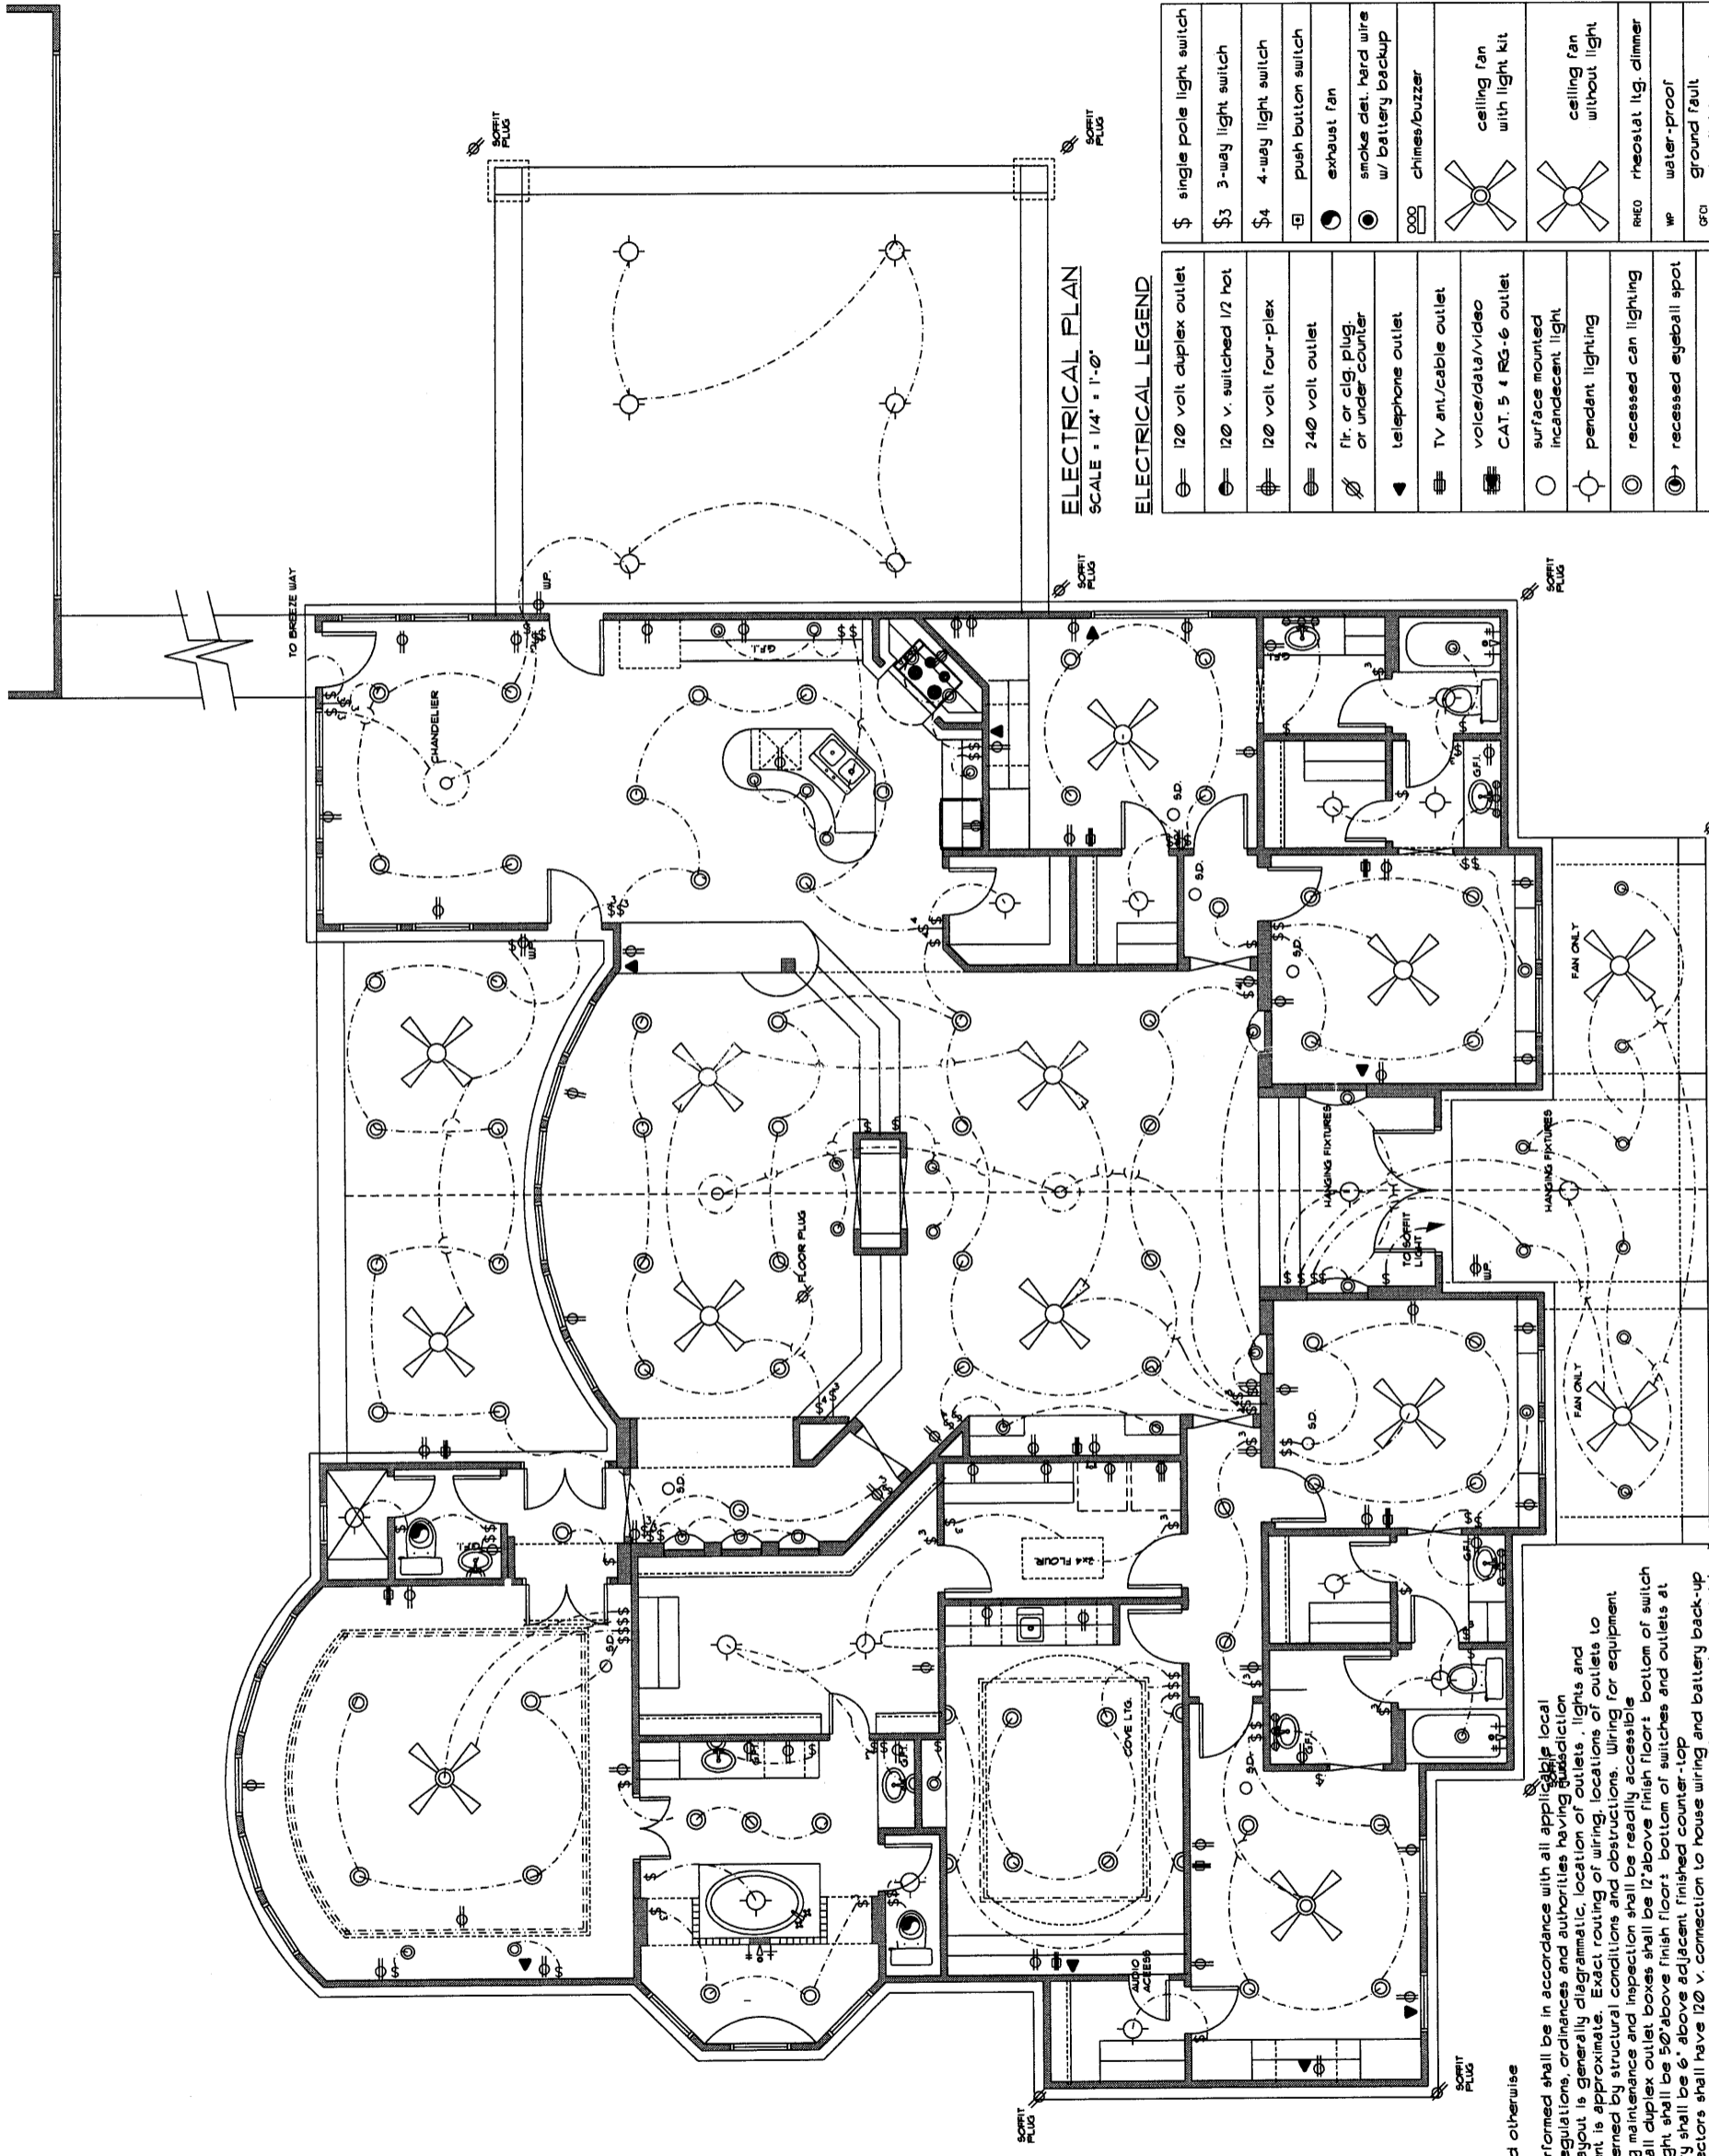 SOFFIT
PLUG
SOFFIT
PLUG
TO BREEZE WAY
W.P.
CHANDELIER
G.F.I.
W.P.
SOFFIT
PLUG
SOFFIT
PLUG
G.F.I.
S.D.
S.D.
G.F.I.
S.D.
FAN ONLY
HANGING FIXTURES
HANGING FIXTURES
FLOOR PLUG
TO SOFFIT
LIGHT
W.P.
FAN ONLY
S.D.
S.D.
2x4 FLOUR.
G.F.I.
S.D.
COVE LTG.
G.F.I.
G.F.I.
G.F.I.
S.D.
AUDIO
ACCESS
SOFFIT
PLUG
SOFFIT
PLUG
ELECTRICAL PLAN
SCALE : 1/4" = 1'-0"
ELECTRICAL LEGEND
120 volt duplex outlet
120 v. switched 1/2 hot
120 volt four-plex
240 volt outlet
flr. or clg. plug.
or under counter
telephone outlet
TV ant./cable outlet
voice/data/video
CAT. 5 & RG-6 outlet
surface mounted
incandecent light
pendant lighting
recessed can lighting
recessed eyeball spot
$ single pole light switch
$3 3-way light switch
$4 4-way light switch
push button switch
exhaust fan
smoke det. hard wire
w/ battery backup
chimes/buzzer
ceiling fan
with light kit
ceiling fan
without light
RHEO rheostat ltg. dimmer
WP water-proof
GFCI ground fault
d otherwise
rformed shall be in accordance with all applicable local
egulations, ordinances and authorities having jurisdiction
ayout is generally diagrammatic, location of outlets, lights and
nt is approximate. Exact routing of wiring, locations of outlets to
erned by structural conditions and obstructions. Wiring for equipment
g maintenance and inspection shall be readily accessible
all duplex outlet boxes shall be 12" above finish floor± bottom of switch
ght shall be 50" above finish floor± bottom of switches and outlets at
ry shall be 6" above adjacent finished counter-top
ectors shall have 120 v. connection to house wiring and battery back-up